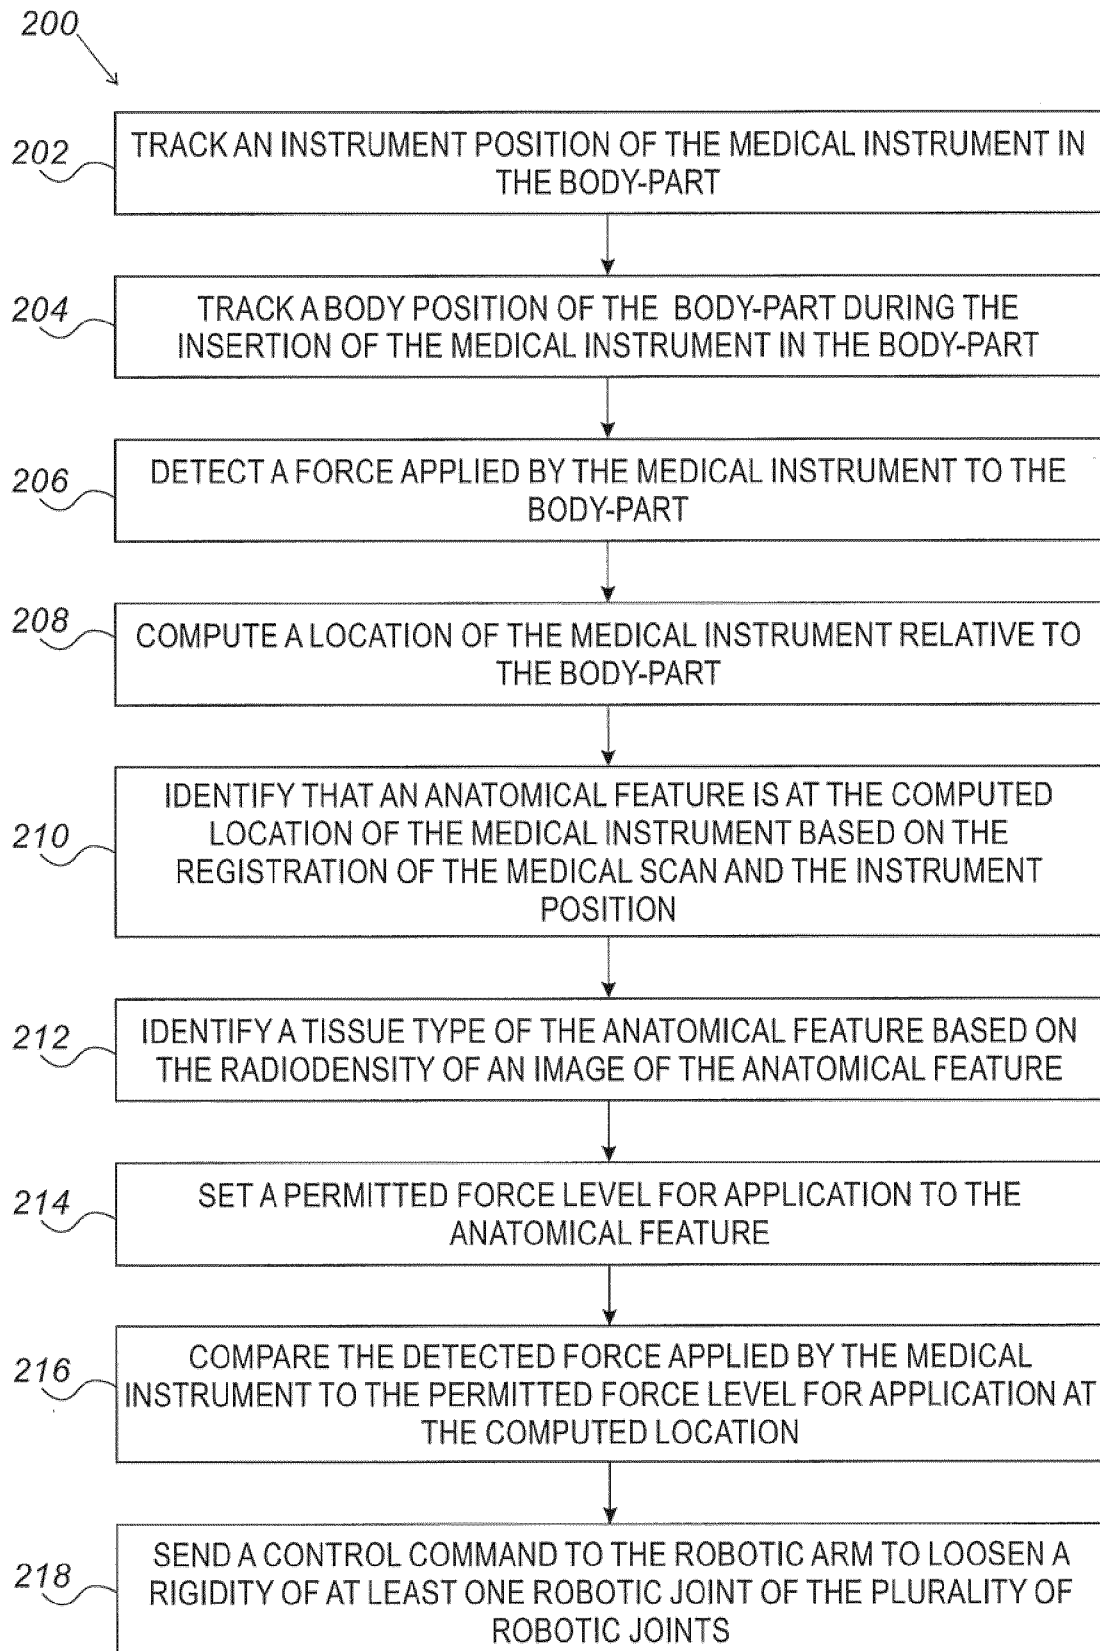 200
202
TRACK AN INSTRUMENT POSITION OF THE MEDICAL INSTRUMENT IN
THE BODY-PART
204
TRACK A BODY POSITION OF THE BODY-PART DURING THE
INSERTION OF THE MEDICAL INSTRUMENT IN THE BODY-PART
206
DETECT A FORCE APPLIED BY THE MEDICAL INSTRUMENT TO THE
BODY-PART
208
COMPUTE A LOCATION OF THE MEDICAL INSTRUMENT RELATIVE TO
THE BODY-PART
210
IDENTIFY THAT AN ANATOMICAL FEATURE IS AT THE COMPUTED
LOCATION OF THE MEDICAL INSTRUMENT BASED ON THE
REGISTRATION OF THE MEDICAL SCAN AND THE INSTRUMENT
POSITION
212
IDENTIFY A TISSUE TYPE OF THE ANATOMICAL FEATURE BASED ON
THE RADIODENSITY OF AN IMAGE OF THE ANATOMICAL FEATURE
214
SET A PERMITTED FORCE LEVEL FOR APPLICATION TO THE
ANATOMICAL FEATURE
216
COMPARE THE DETECTED FORCE APPLIED BY THE MEDICAL
INSTRUMENT TO THE PERMITTED FORCE LEVEL FOR APPLICATION AT
THE COMPUTED LOCATION
218
SEND A CONTROL COMMAND TO THE ROBOTIC ARM TO LOOSEN A
RIGIDITY OF AT LEAST ONE ROBOTIC JOINT OF THE PLURALITY OF
ROBOTIC JOINTS